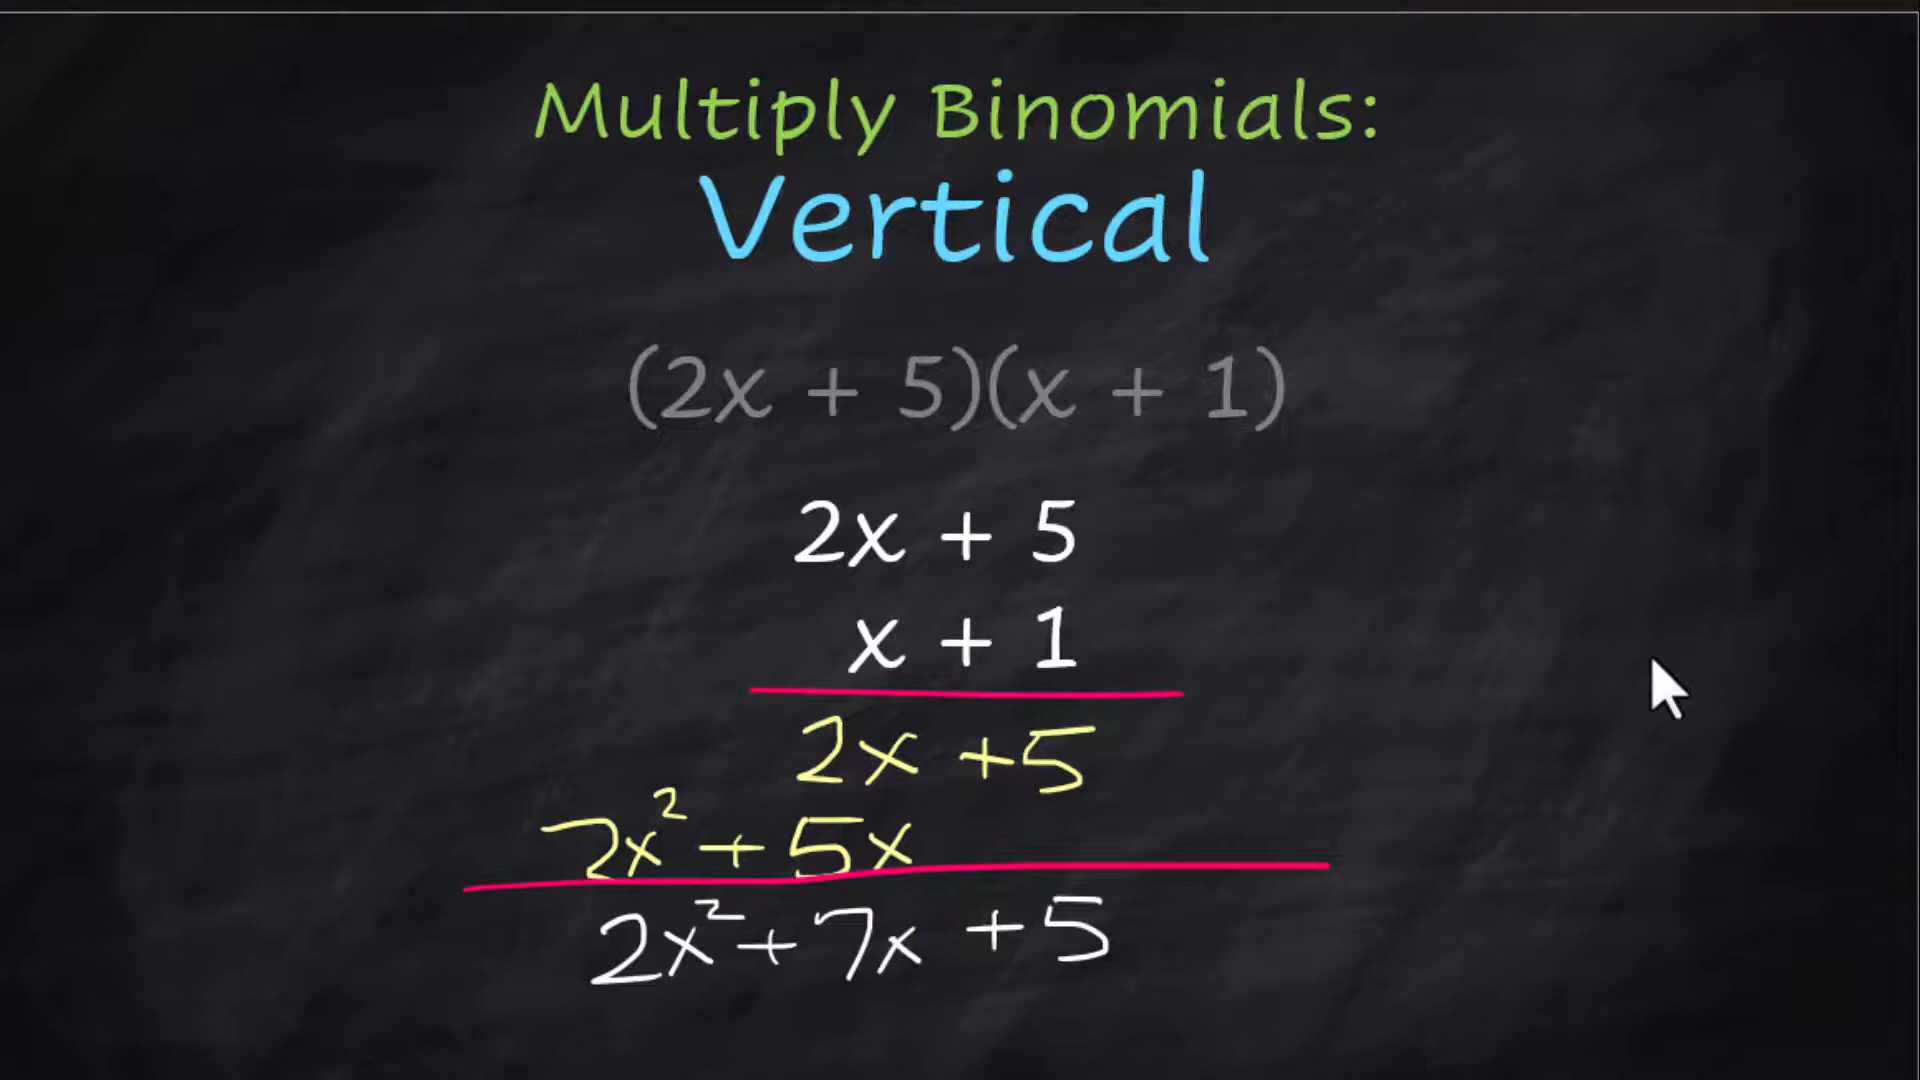 Multiply Binomials:
Vertical
(2x + 5)(x + 1)
2x + 5
x + 1
2x +5
2x² + 5x
2x² + 7x + 5